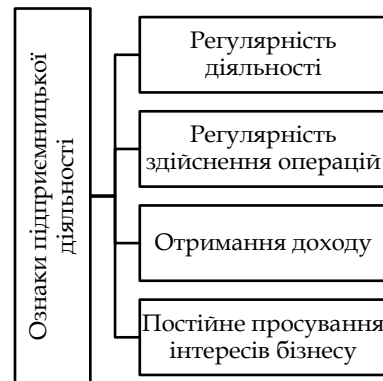 Ознаки підприємницької
діяльності
Регулярність
діяльності
Регулярність
здійснення операцій
Отримання доходу
Постійне просування
інтересів бізнесу